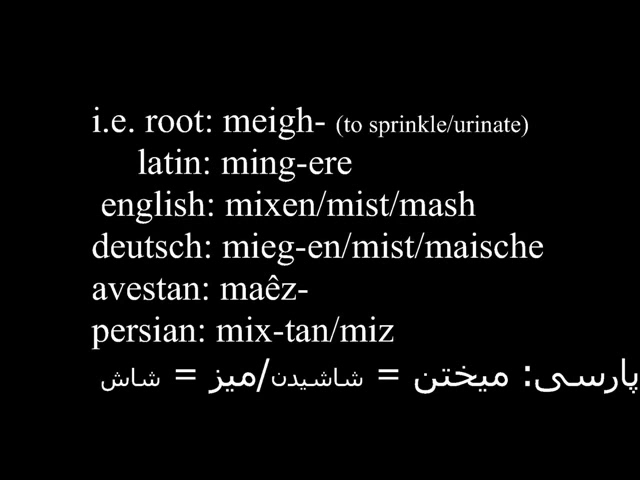 i.e. root: meigh- (to sprinkle/urinate)
latin: ming-ere
english: mixen/mist/mash
deutsch: mieg-en/mist/maische
avestan: maêz-
persian: mix-tan/miz
پارسی: میختن = شاشیدن/میز = شاش